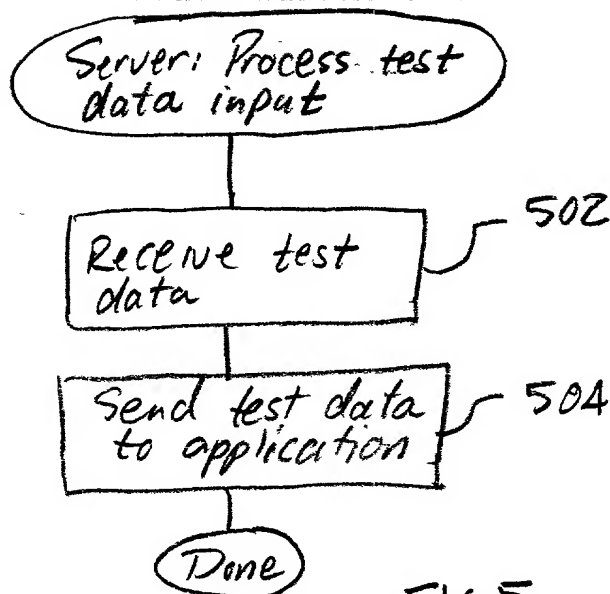 Server: Process test
data input
Receive test
data
502
Send test data
to application
504
Done